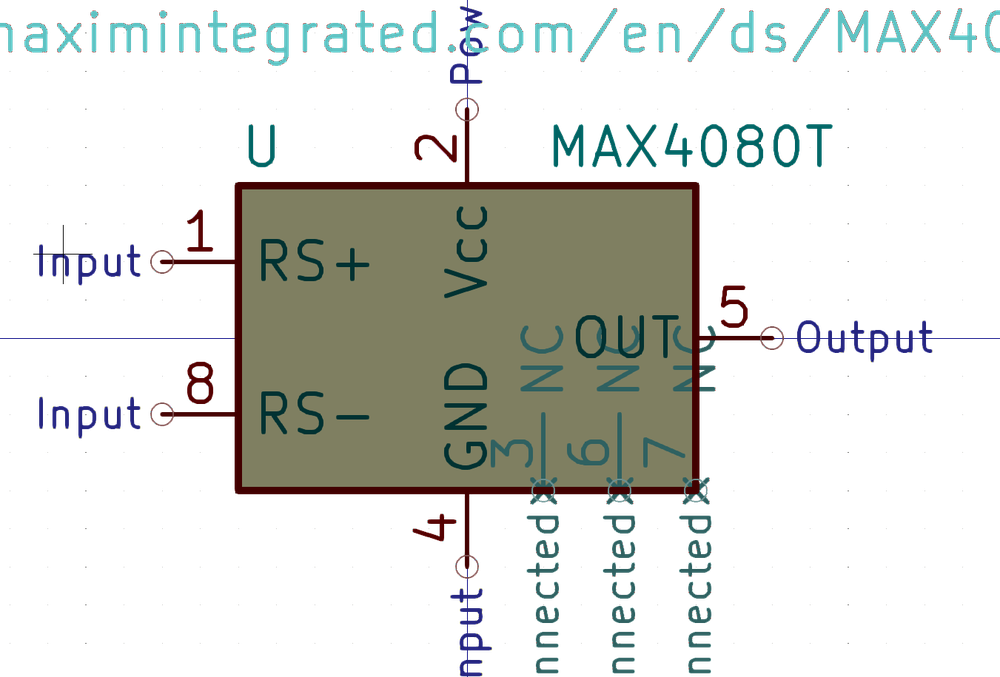 maximintegrated.com/en/ds/MAX40
Pow
U
MAX4080T
2
1
Input
RS+
Vcc
5
OUT
Output
NC
NC
NC
8
Input
RS-
GND
3
6
7
4
nput
nnected
nnected
nnected